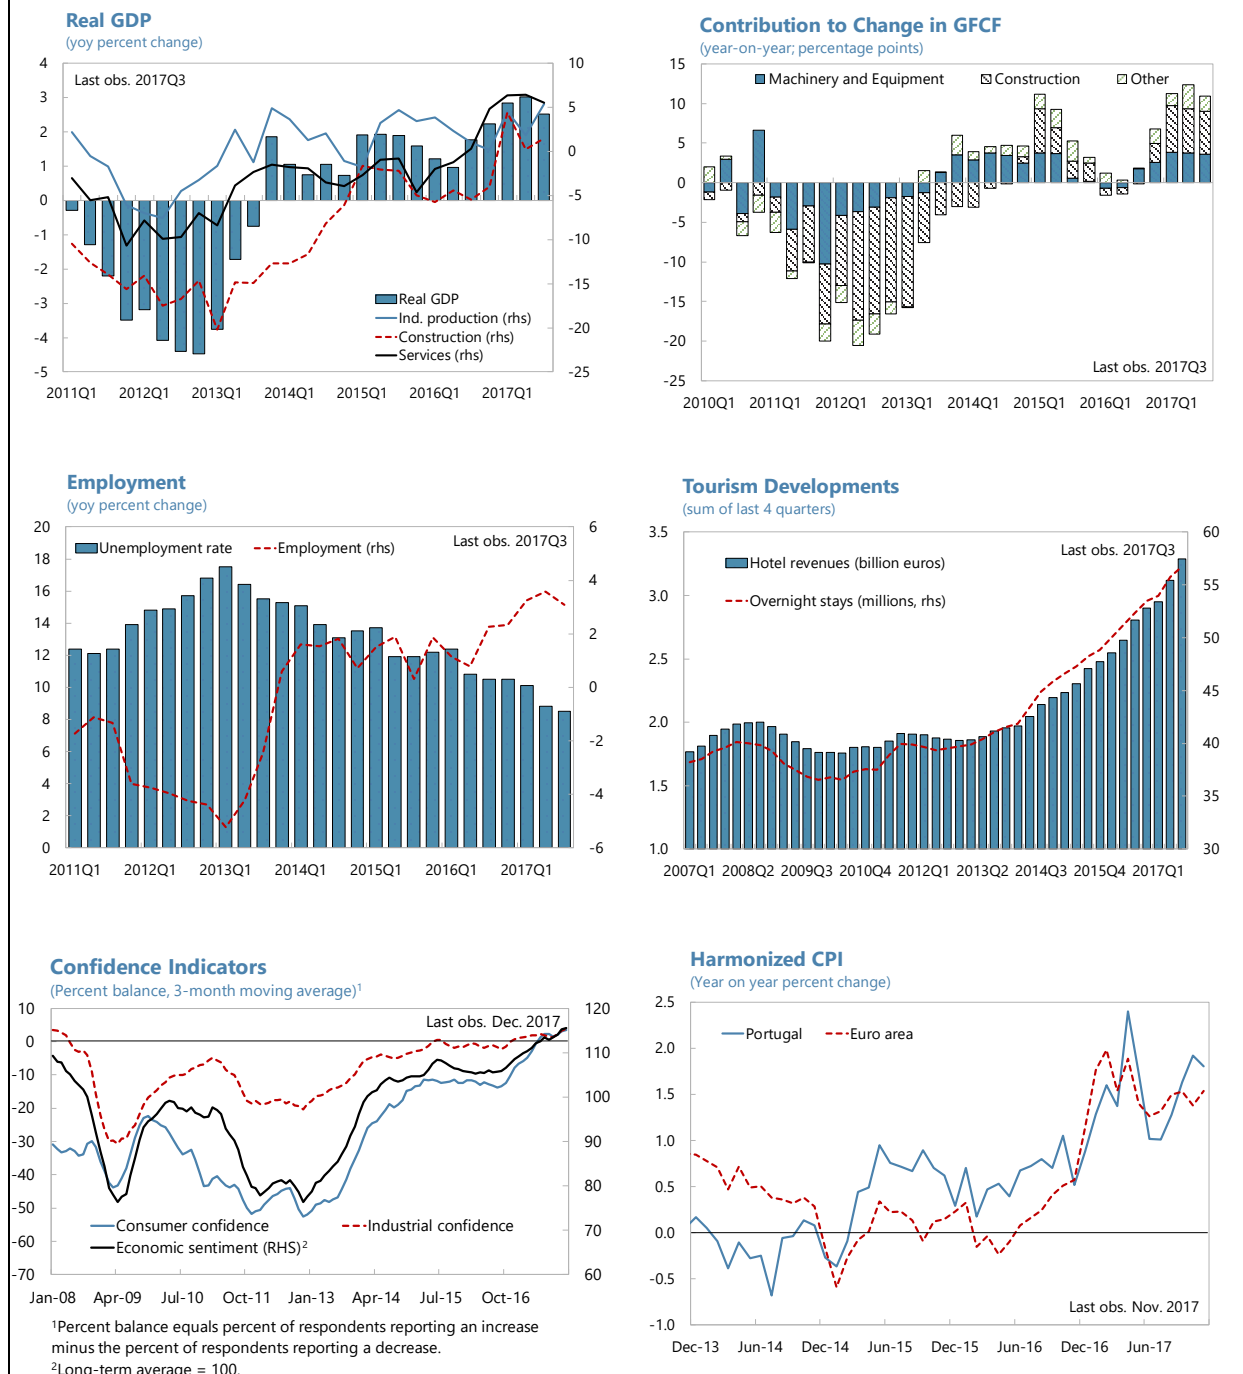 Real GDP
(yoy percent change)
4
3
2
1
0
-1
-2
-3
-4
-5
10
5
0
-5
-10
-15
-20
-25
Last obs. 2017Q3
Real GDP
Ind. production (rhs)
Construction (rhs)
Services (rhs)
2011Q1 2012Q1 2013Q1 2014Q1 2015Q1 2016Q1 2017Q1
Contribution to Change in GFCF
(year-on-year; percentage points)
15
10
5
0
-5
-10
-15
-20
-25
Machinery and Equipment Construction Other
Last obs. 2017Q3
2010Q1 2011Q1 2012Q1 2013Q1 2014Q1 2015Q1 2016Q1 2017Q1
Employment
(yoy percent change)
20
18
16
14
12
10
8
6
4
2
0
6
4
2
0
-2
-4
-6
Unemployment rate Employment (rhs)
Last obs. 2017Q3
2011Q1 2012Q1 2013Q1 2014Q1 2015Q1 2016Q1 2017Q1
Tourism Developments
(sum of last 4 quarters)
3.5
3.0
2.5
2.0
1.5
1.0
60
55
50
45
40
35
30
Last obs. 2017Q3
Hotel revenues (billion euros)
Overnight stays (millions, rhs)
2007Q1 2008Q2 2009Q3 2010Q4 2012Q1 2013Q2 2014Q3 2015Q4 2017Q1
Confidence Indicators
(Percent balance, 3-month moving average)1
10
0
-10
-20
-30
-40
-50
-60
-70
120
110
100
90
80
70
60
Last obs. Dec. 2017
Consumer confidence Industrial confidence
Economic sentiment (RHS)2
Jan-08 Apr-09 Jul-10 Oct-11 Jan-13 Apr-14 Jul-15 Oct-16
1Percent balance equals percent of respondents reporting an increase
minus the percent of respondents reporting a decrease.
2Long-term average = 100.
Harmonized CPI
(Year on year percent change)
2.5
2.0
1.5
1.0
0.5
0.0
-0.5
-1.0
Portugal Euro area
Last obs. Nov. 2017
Dec-13 Jun-14 Dec-14 Jun-15 Dec-15 Jun-16 Dec-16 Jun-17